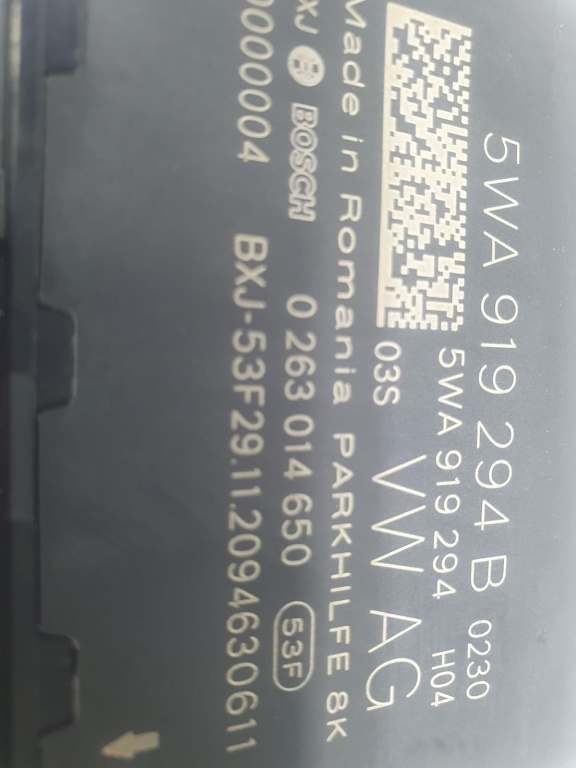 5WA 919 294 B 0230
5WA 919 294 H04
03S VW AG
Made in Romania PARKHILFE 8K
XJ BOSCH 0 263 014 650 53F
0000004 BXJ-53F29.11.2094630611